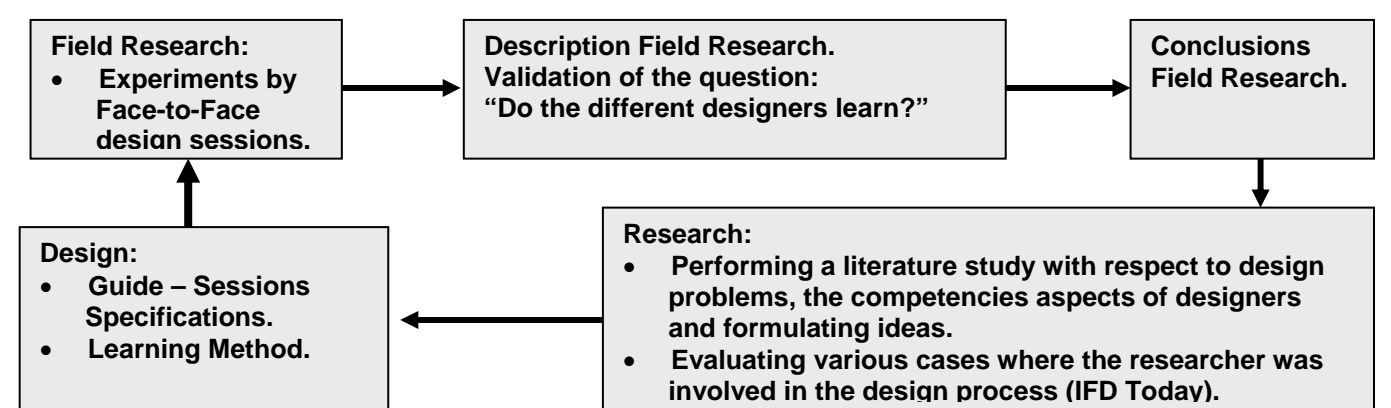 Field Research:
• Experiments by
Face-to-Face
design sessions.
Description Field Research.
Validation of the question:
“Do the different designers learn?”
Conclusions
Field Research.
Design:
• Guide – Sessions
Specifications.
• Learning Method.
Research:
• Performing a literature study with respect to design
problems, the competencies aspects of designers
and formulating ideas.
• Evaluating various cases where the researcher was
involved in the design process (IFD Today).